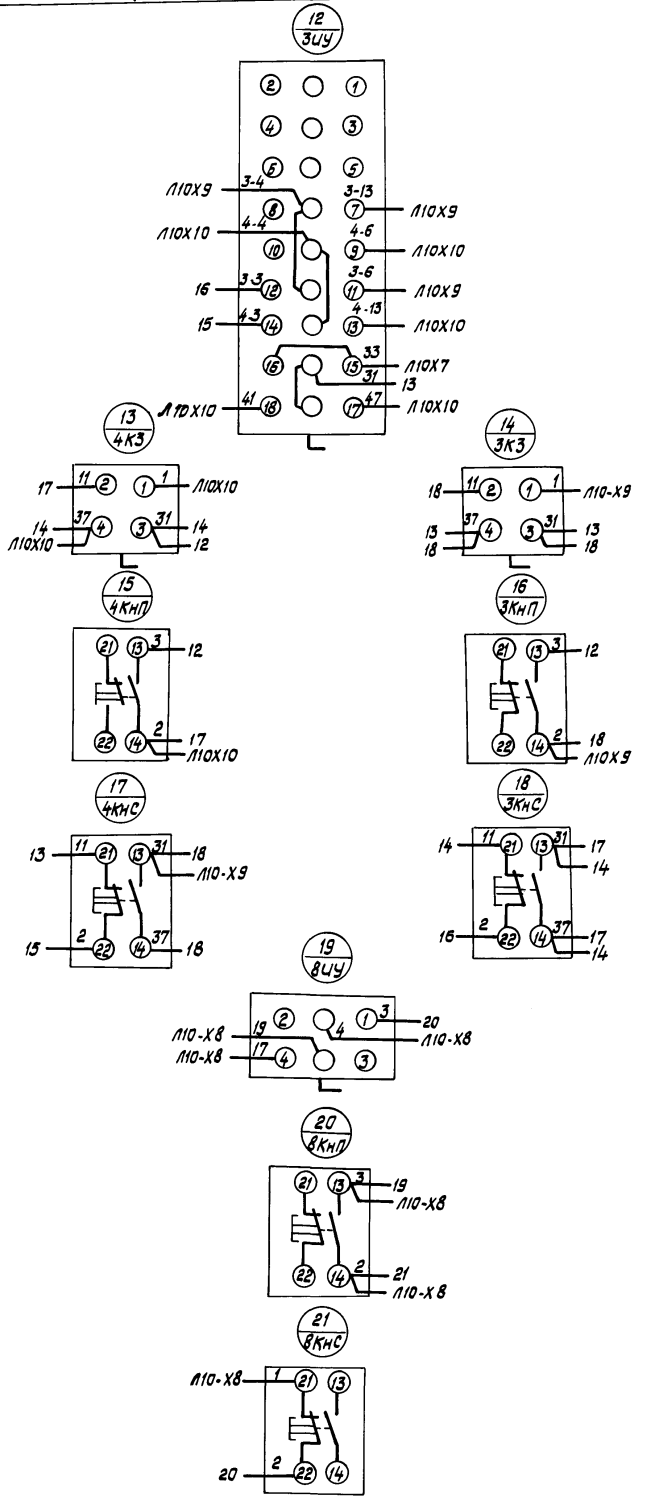 12
3ИУ
2 1
4 3
6 5
3-4 3-13
Л10Х9 8 7 Л10Х9
4-4 4-6
Л10Х10 10 9 Л10Х10
3-3 3-6
16 12 11 Л10Х9
4-3 4-13
15 14 13 Л10Х10
16 15 33 Л10Х7
31 13
Л10Х10 41 18 17 47 Л10Х10
13
4КЗ
17 11 2 1 1 Л10Х10
14 37 4 3 31 14
Л10Х10 12
14
3КЗ
18 11 2 1 1 Л10-Х9
13 37 4 3 31 13
18 18
15
4КнП
21 13 3 12
22 14 2 17
Л10Х10
16
3КнП
21 13 3 12
22 14 2 18
Л10Х9
17
4КнС
13 11 21 13 31 18
Л10-Х9
15 2 22 14 37 18
18
3КнС
14 11 21 13 31 17
14
16 2 22 14 37 17
14
19
8ИУ
2 1 3 20
Л10-Х8 19 4 Л10-Х8
Л10-Х8 17 4 3
20
8КнП
21 13 3 19
Л10-Х8
22 14 2 21
Л10-Х8
21
8КнС
Л10-Х8 1 21 13
20 2 22 14